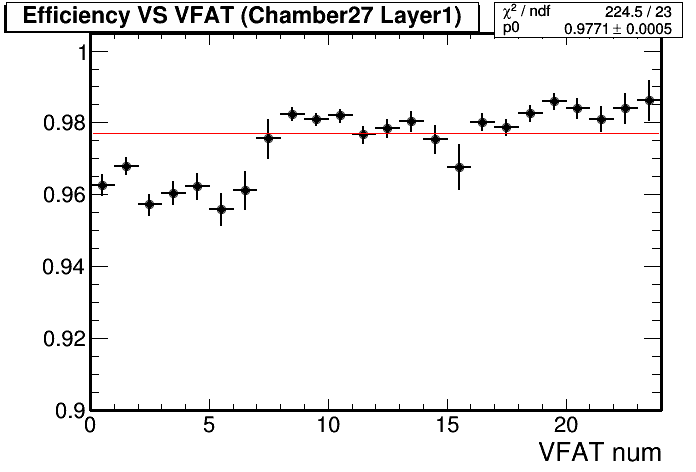 Efficiency VS VFAT (Chamber27 Layer1)
χ² / ndf 224.5 / 23
p0 0.9771 ± 0.0005
1
0.98
0.96
0.94
0.92
0.9
0 5 10 15 20
VFAT num